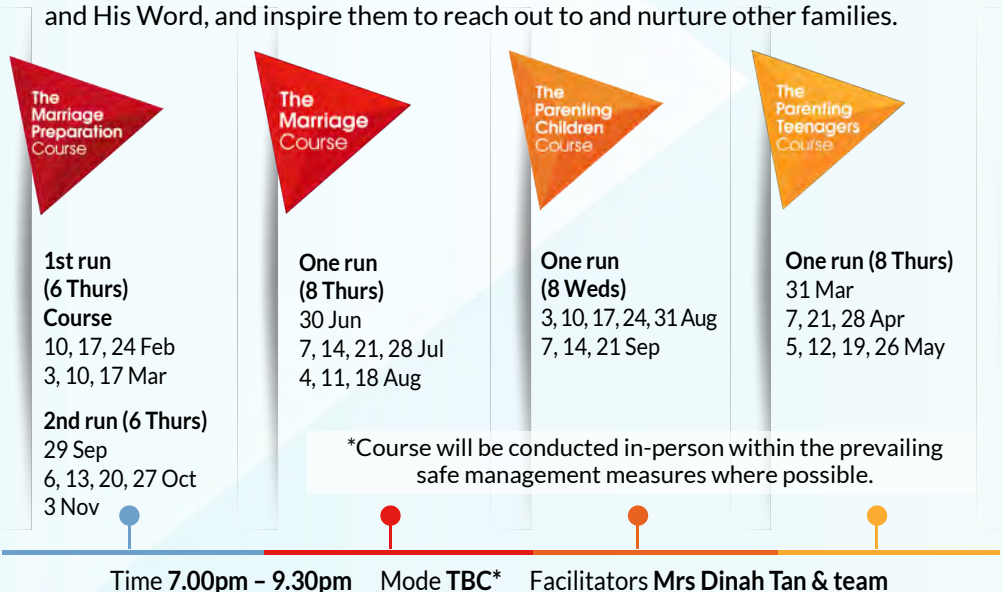 and His Word, and inspire them to reach out to and nurture other families.
The
Marriage
Preparation
Course
1st run
(6 Thurs)
Course
10, 17, 24 Feb
3, 10, 17 Mar
2nd run (6 Thurs)
29 Sep
6, 13, 20, 27 Oct
3 Nov
The
Marriage
Course
One run
(8 Thurs)
30 Jun
7, 14, 21, 28 Jul
4, 11, 18 Aug
The
Parenting
Children
Course
One run
(8 Weds)
3, 10, 17, 24, 31 Aug
7, 14, 21 Sep
The
Parenting
Teenagers
Course
One run (8 Thurs)
31 Mar
7, 21, 28 Apr
5, 12, 19, 26 May
*Course will be conducted in-person within the prevailing
safe management measures where possible.
Time 7.00pm – 9.30pm Mode TBC* Facilitators Mrs Dinah Tan & team